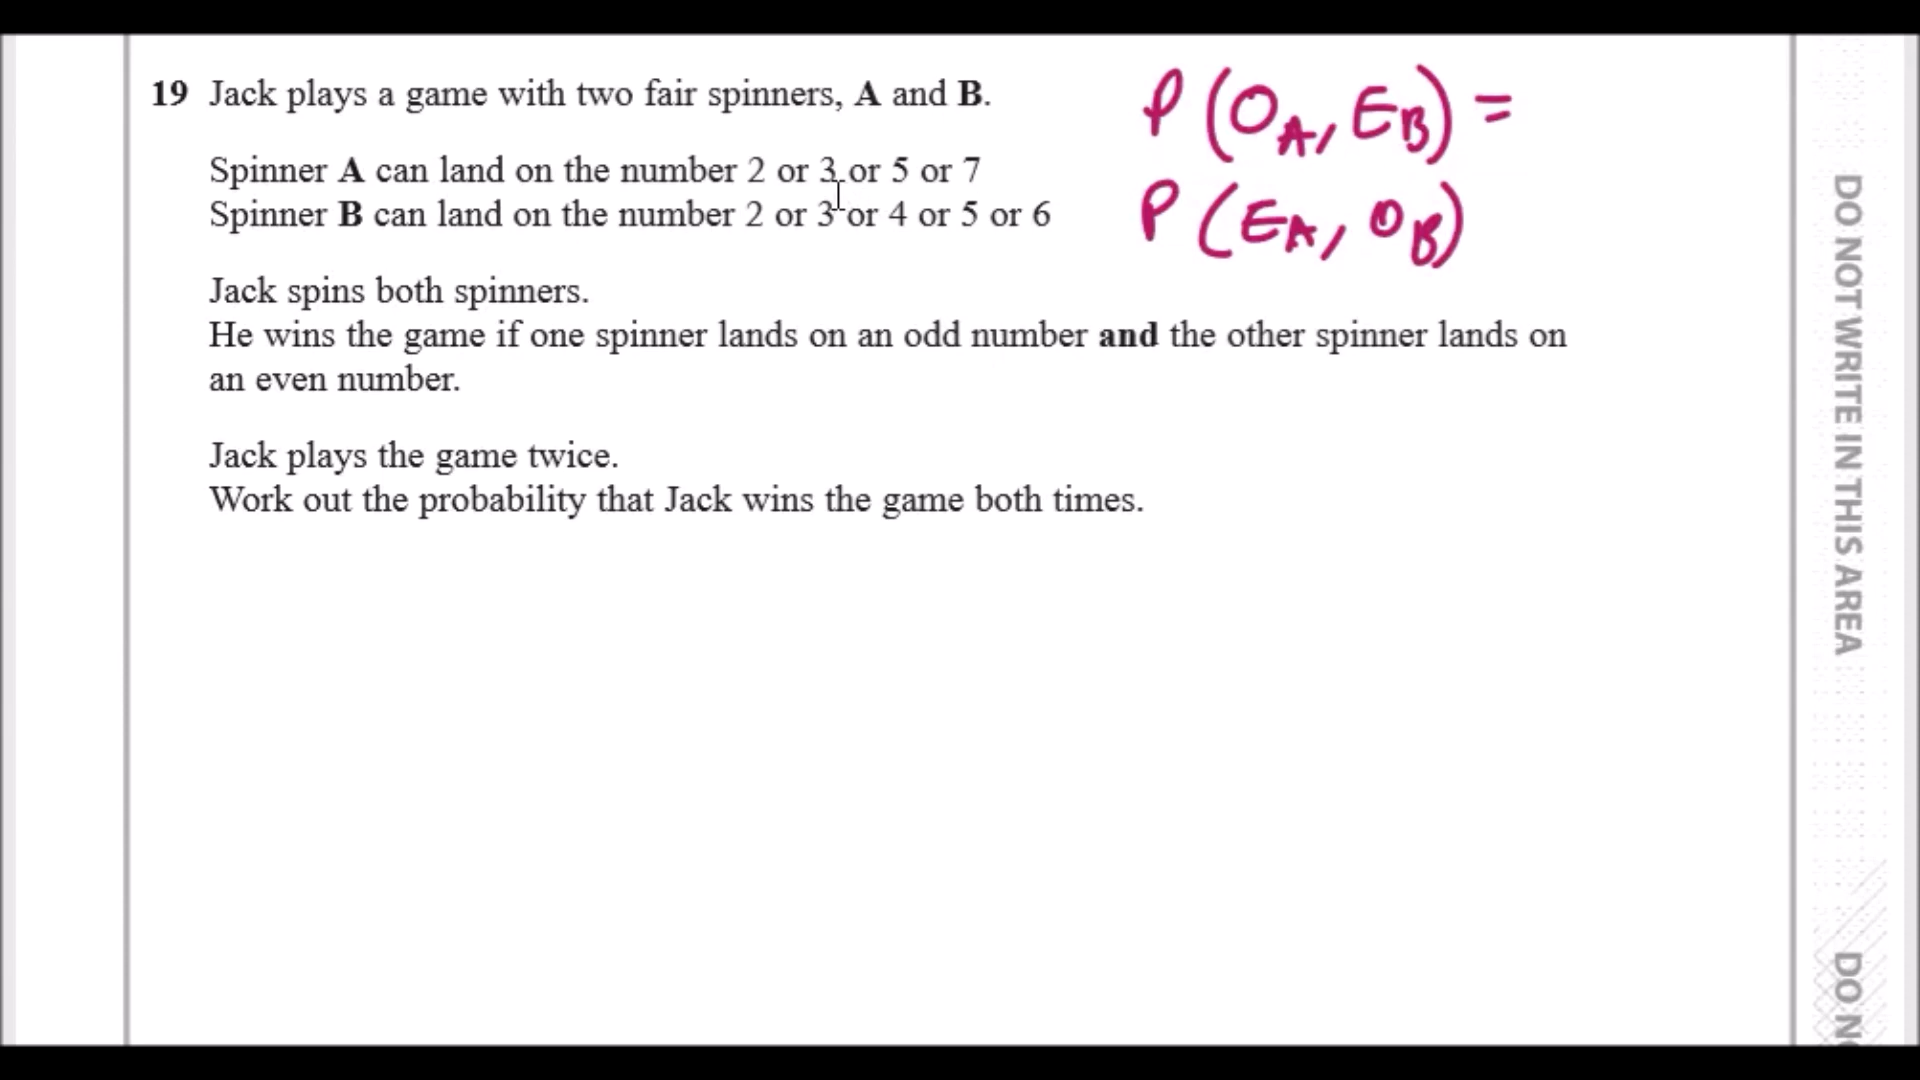 19 Jack plays a game with two fair spinners, A and B.
P (O_A, E_B) =
Spinner A can land on the number 2 or 3 or 5 or 7
Spinner B can land on the number 2 or 3 or 4 or 5 or 6
P (E_A, O_B)
Jack spins both spinners.
He wins the game if one spinner lands on an odd number and the other spinner lands on
an even number.
Jack plays the game twice.
Work out the probability that Jack wins the game both times.
DO NOT WRITE IN THIS AREA
DO N